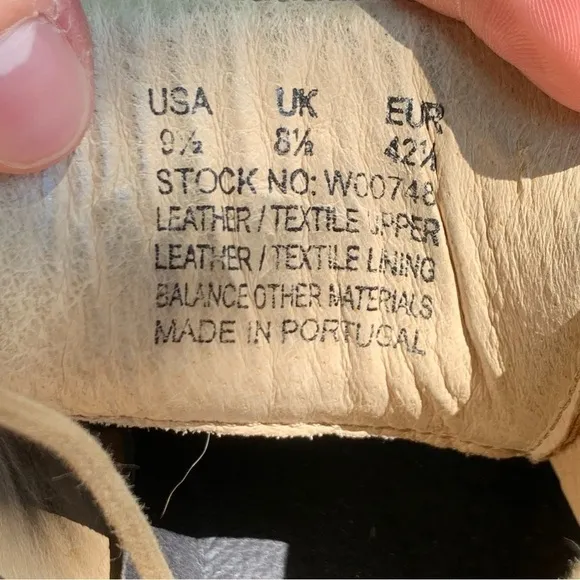 USA UK EUR
9½ 8½ 42½
STOCK NO: W00748
LEATHER / TEXTILE UPPER
LEATHER / TEXTILE LINING
BALANCE OTHER MATERIALS
MADE IN PORTUGAL